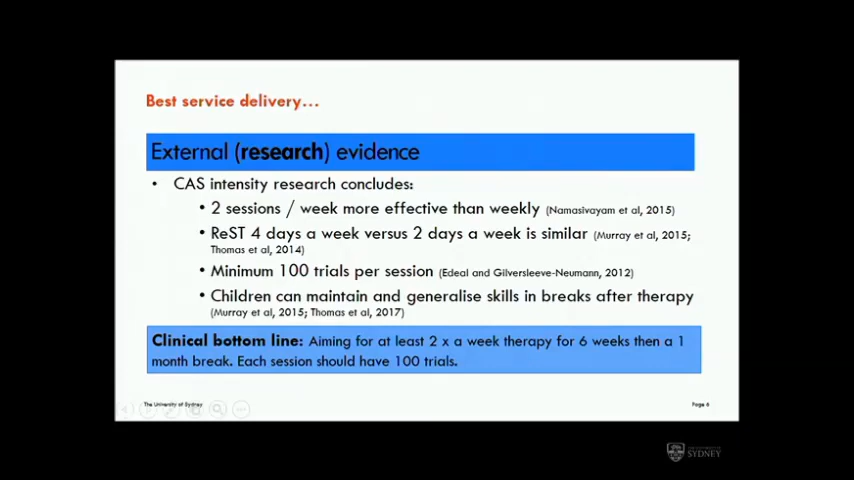 Best service delivery...
External (research) evidence
• CAS intensity research concludes:
• 2 sessions / week more effective than weekly (Namasivayam et al, 2015)
• ReST 4 days a week versus 2 days a week is similar (Murray et al, 2015;
Thomas et al, 2014)
• Minimum 100 trials per session (Edeal and Gilversleeve-Neumann, 2012)
• Children can maintain and generalise skills in breaks after therapy
(Murray et al, 2015; Thomas et al, 2017)
Clinical bottom line: Aiming for at least 2 x a week therapy for 6 weeks then a 1
month break. Each session should have 100 trials.
The University of Sydney
Page 6
SYDNEY